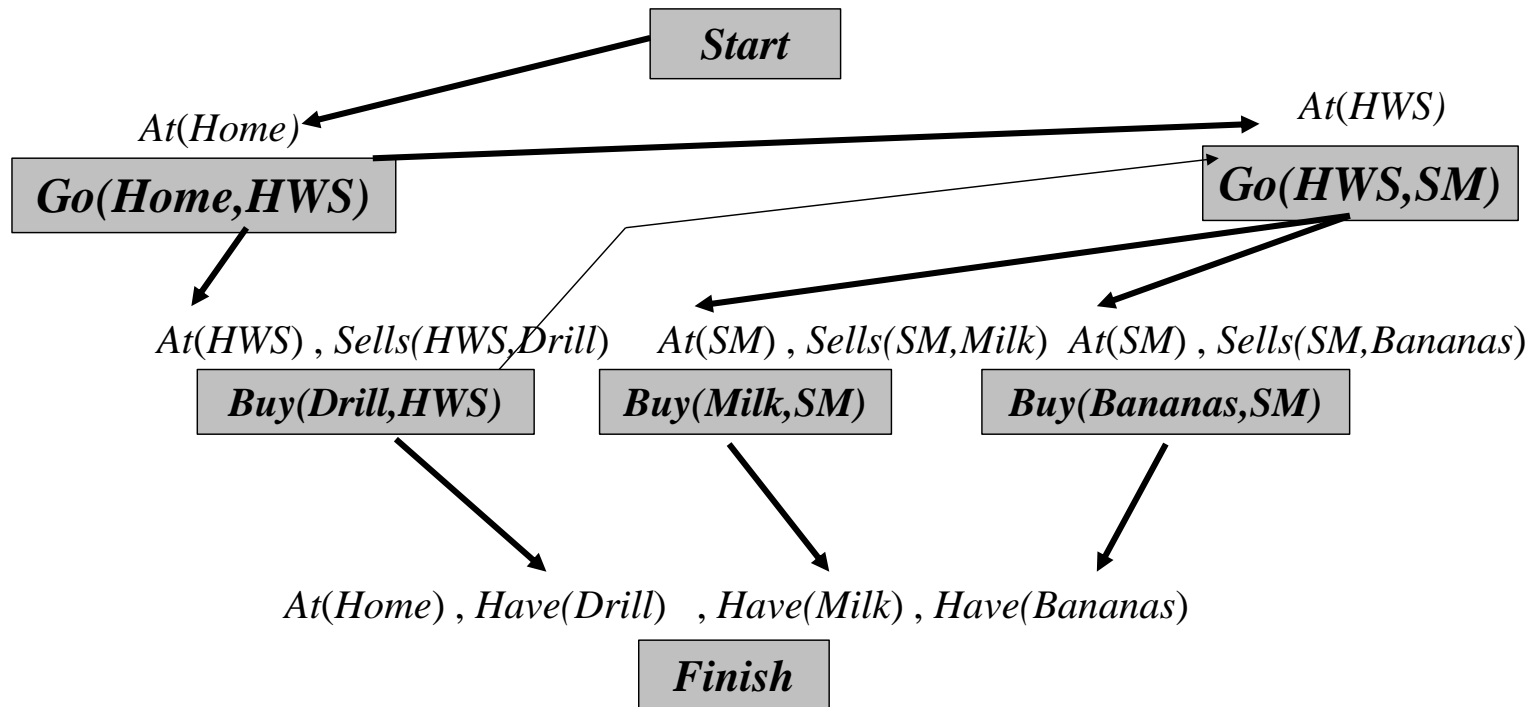 Start
At(Home)
At(HWS)
Go(Home,HWS)
Go(HWS,SM)
At(HWS) , Sells(HWS,Drill)
At(SM) , Sells(SM,Milk)
At(SM) , Sells(SM,Bananas)
Buy(Drill,HWS)
Buy(Milk,SM)
Buy(Bananas,SM)
At(Home) , Have(Drill) , Have(Milk) , Have(Bananas)
Finish